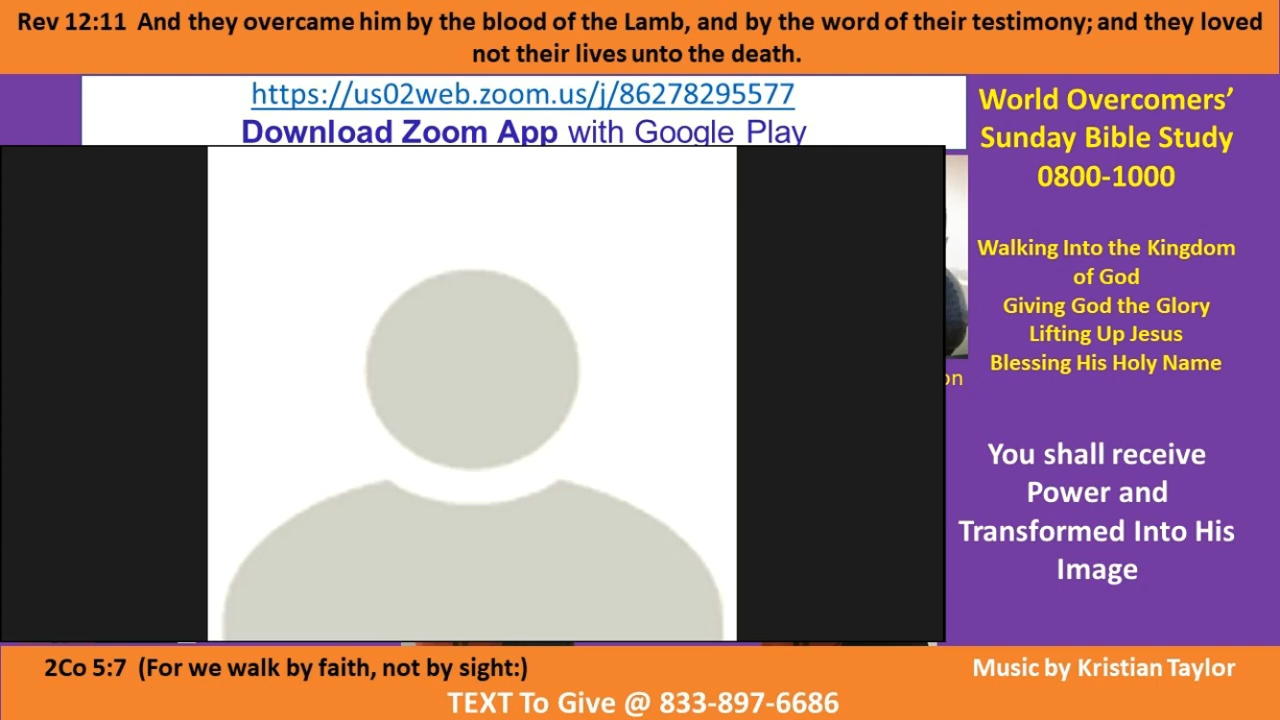 Rev 12:11 And they overcame him by the blood of the Lamb, and by the word of their testimony; and they loved
not their lives unto the death.
https://us02web.zoom.us/j/86278295577
Download Zoom App with Google Play
World Overcomers’
Sunday Bible Study
0800-1000
Walking Into the Kingdom
of God
Giving God the Glory
Lifting Up Jesus
Blessing His Holy Name
You shall receive
Power and
Transformed Into His
Image
2Co 5:7 (For we walk by faith, not by sight:)
Music by Kristian Taylor
TEXT To Give @ 833-897-6686